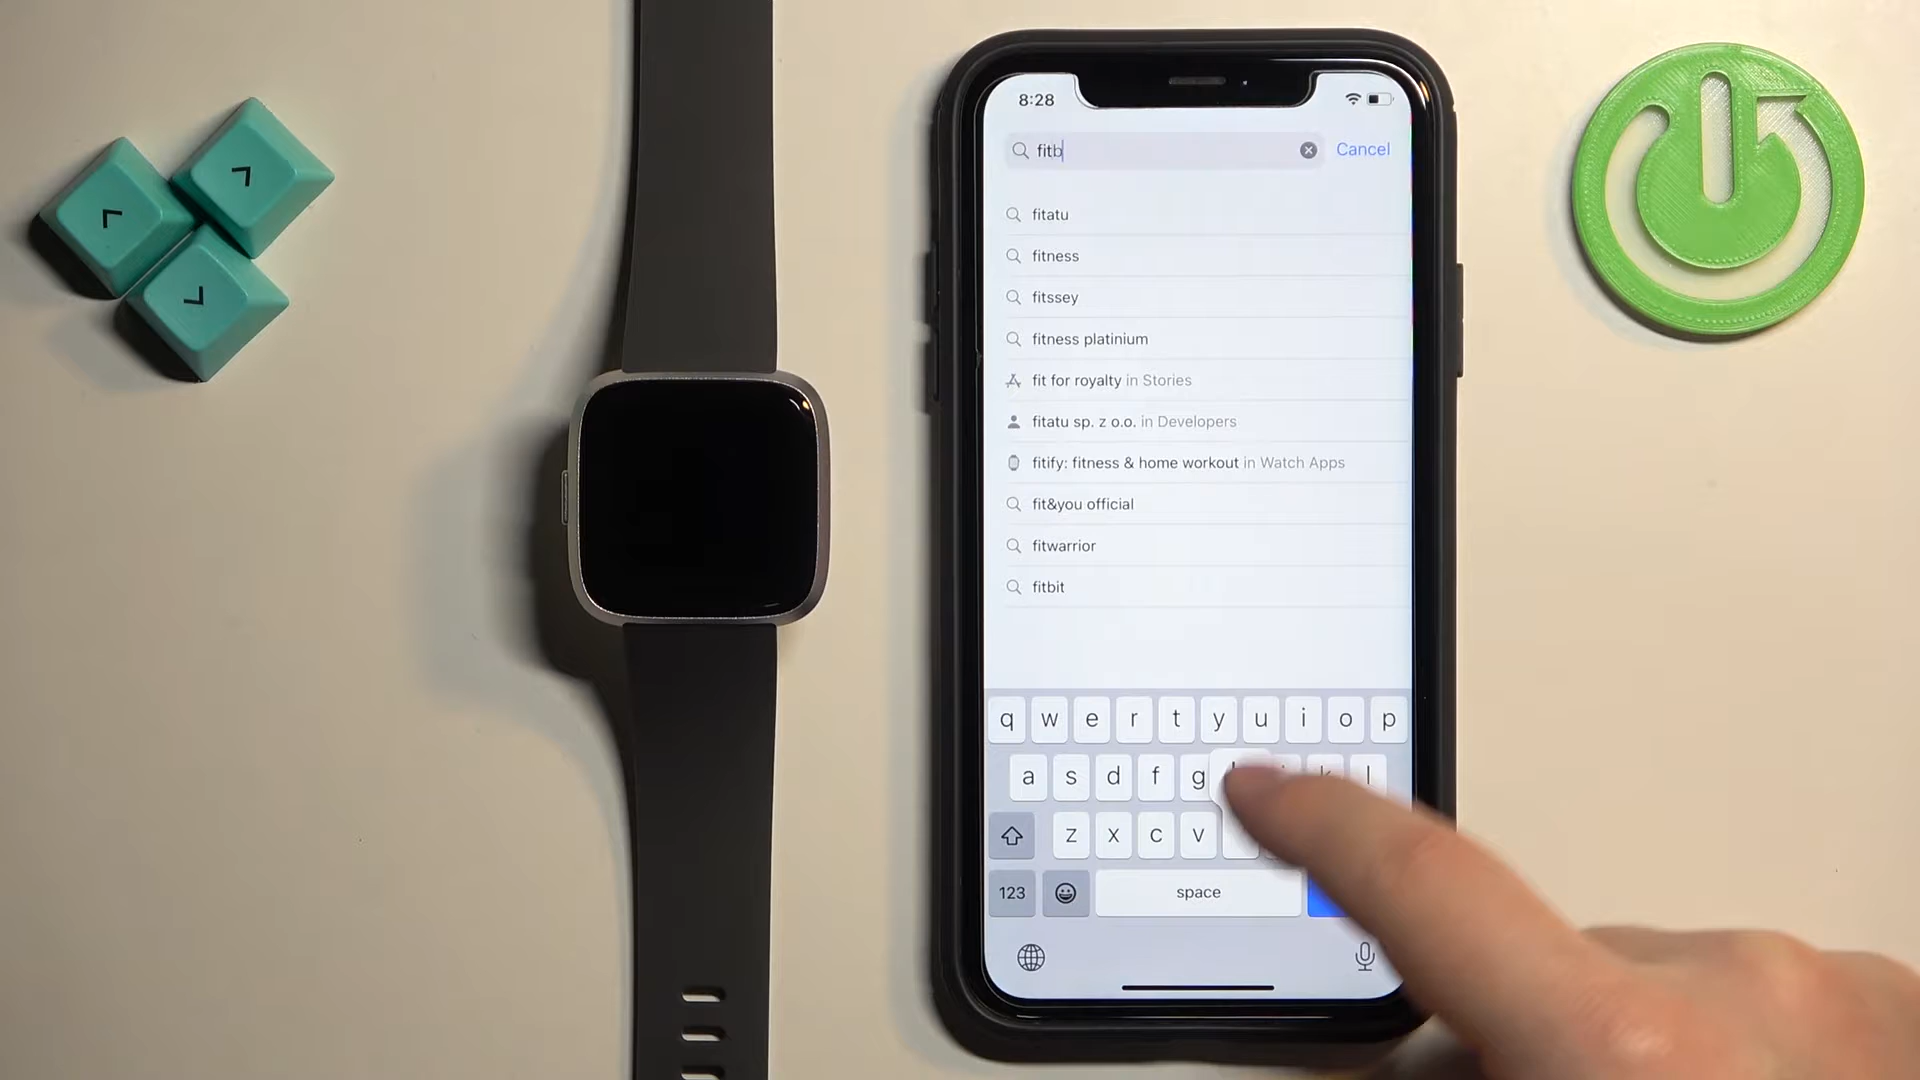 8:28
fitb
Cancel
fitatu
fitness
fitssey
fitness platinium
fit for royalty in Stories
fitatu sp. z o.o. in Developers
fitify: fitness & home workout in Watch Apps
fit&you official
fitwarrior
fitbit
q w e r t y u i o p
a s d f g k l
z x c v
123 space